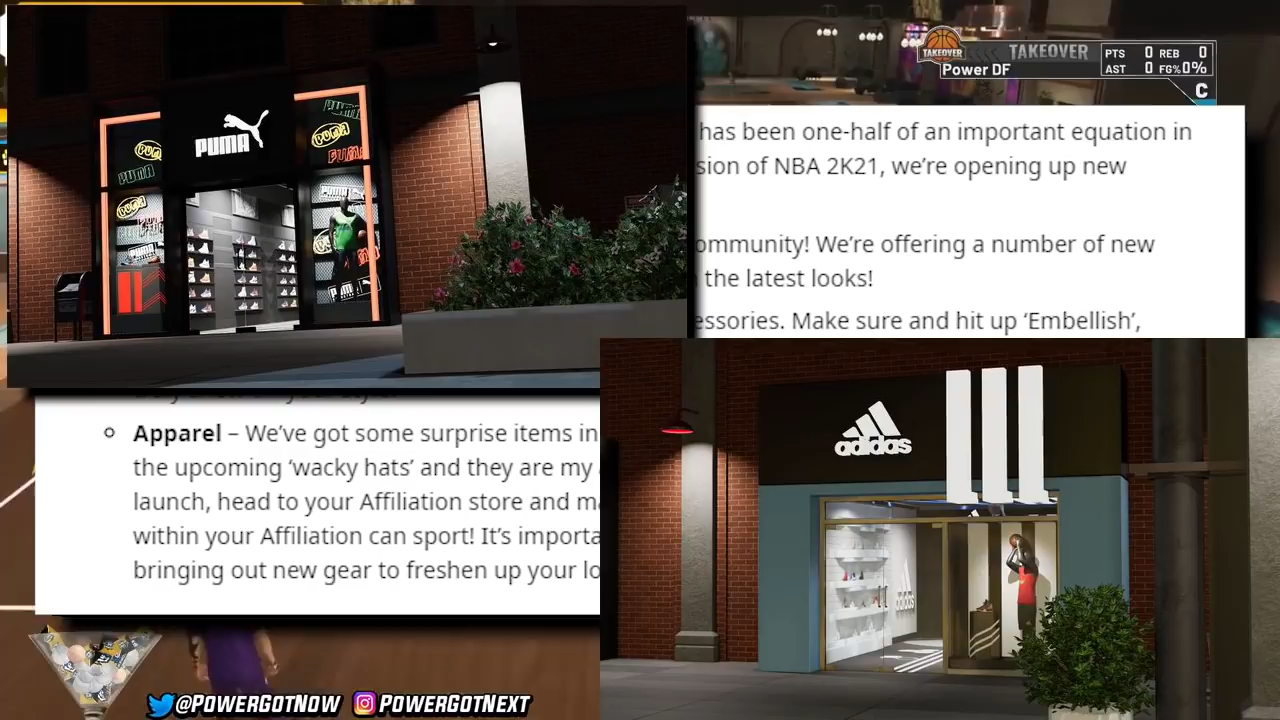 TAKEOVER
TAKEOVER
Power DF
PTS 0 REB 0
AST 0 FG% 0%
C
PUMA
PUMA
PUMA
PUMA
PUMA
PUMA
has been one-half of an important equation in
sion of NBA 2K21, we’re opening up new
ommunity! We’re offering a number of new
the latest looks!
essories. Make sure and hit up ‘Embellish’,
Apparel – We’ve got some surprise items in
the upcoming ‘wacky hats’ and they are my
launch, head to your Affiliation store and ma
within your Affiliation can sport! It’s importa
bringing out new gear to freshen up your lo
adidas
adidas
@POWERGOTNOW POWERGOTNEXT